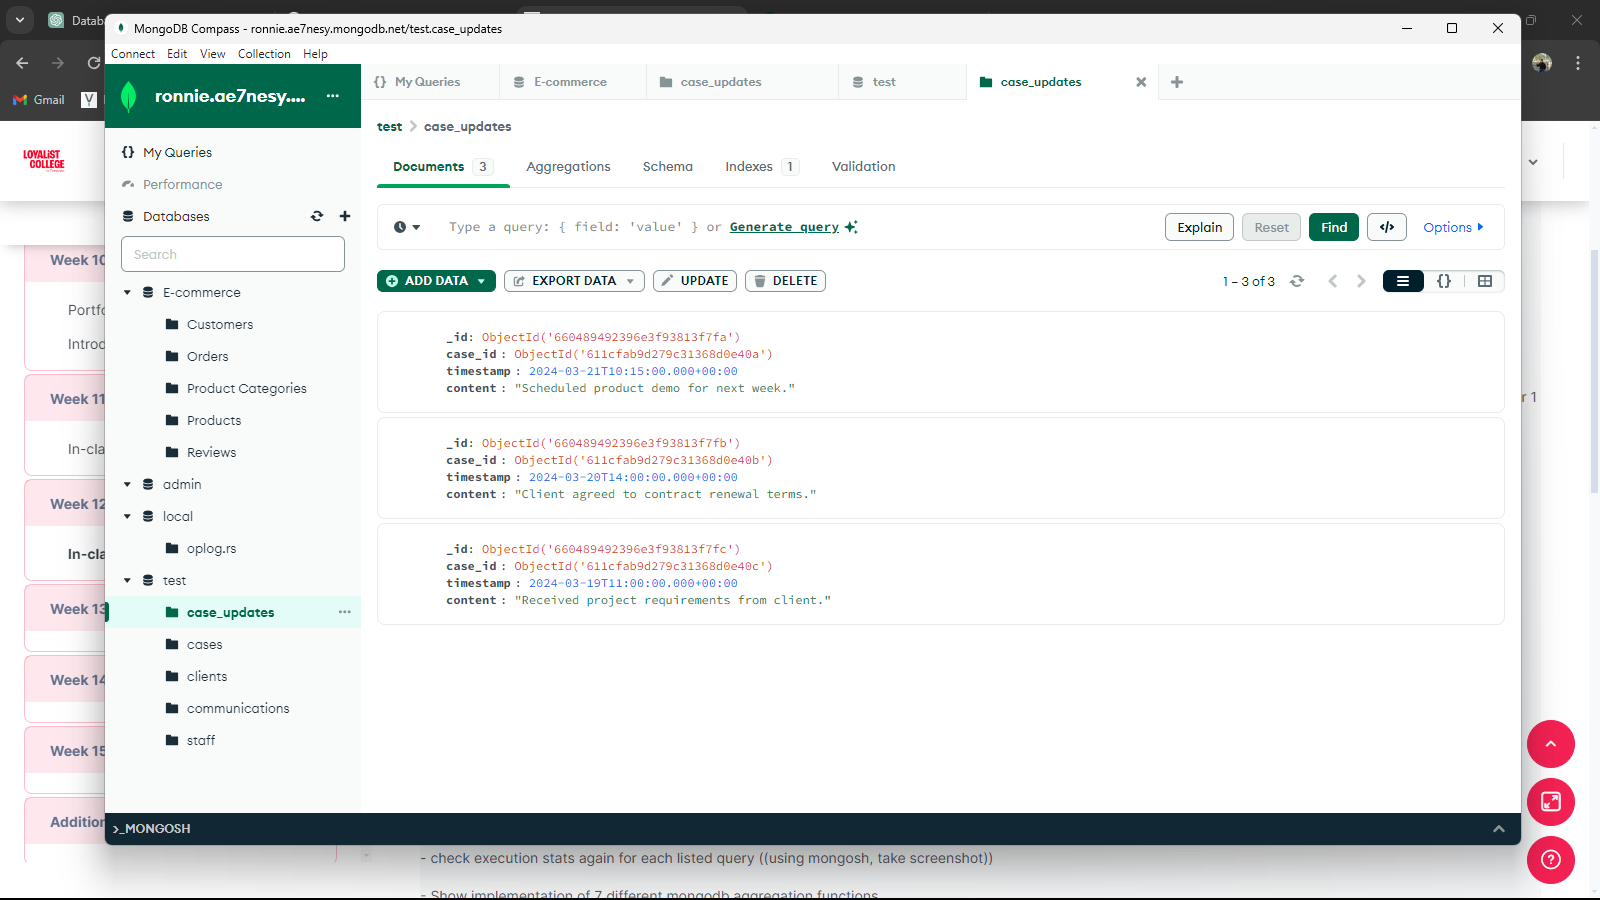 Databa
MongoDB Compass - ronnie.ae7nesy.mongodb.net/test.case_updates
Connect Edit View Collection Help
Gmail
ronnie.ae7nesy....
My Queries
E-commerce
case_updates
test
case_updates
LOYALIST
COLLEGE
test > case_updates
My Queries
Performance
Databases
Search
E-commerce
Customers
Orders
Product Categories
Products
Reviews
admin
local
oplog.rs
test
case_updates
cases
clients
communications
staff
Documents 3 Aggregations Schema Indexes 1 Validation
Type a query: { field: 'value' } or Generate query
Explain Reset Find </> Options
ADD DATA EXPORT DATA UPDATE DELETE
1 – 3 of 3
_id: ObjectId('660489492396e3f93813f7fa')
case_id : ObjectId('611cfab9d279c31368d0e40a')
timestamp : 2024-03-21T10:15:00.000+00:00
content : "Scheduled product demo for next week."
_id: ObjectId('660489492396e3f93813f7fb')
case_id : ObjectId('611cfab9d279c31368d0e40b')
timestamp : 2024-03-20T14:00:00.000+00:00
content : "Client agreed to contract renewal terms."
_id: ObjectId('660489492396e3f93813f7fc')
case_id : ObjectId('611cfab9d279c31368d0e40c')
timestamp : 2024-03-19T11:00:00.000+00:00
content : "Received project requirements from client."
Week 10
Portfo
Introd
Week 11
In-cla
Week 12
In-cla
Week 13
Week 14
Week 15
Addition
r 1
>_MONGOSH
- check execution stats again for each listed query ((using mongosh, take screenshot))
- Show implementation of 7 different mongodb aggregation functions